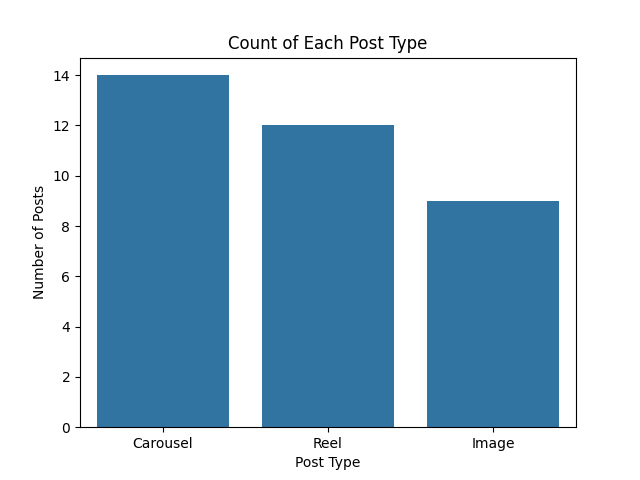 Count of Each Post Type
14
12
10
8
6
4
2
0
Number of Posts
Carousel Reel Image
Post Type